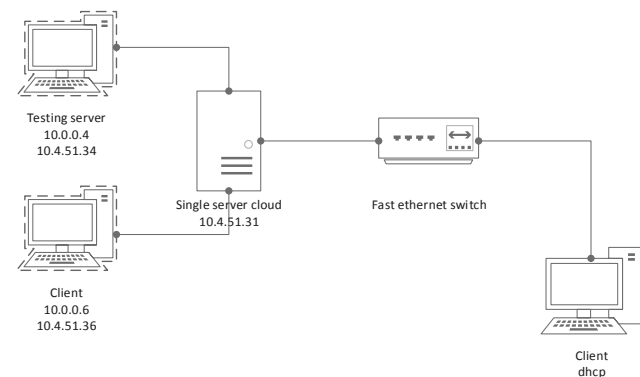 Testing server
10.0.0.4
10.4.51.34
Single server cloud
10.4.51.31
Fast ethernet switch
Client
10.0.0.6
10.4.51.36
Client
dhcp